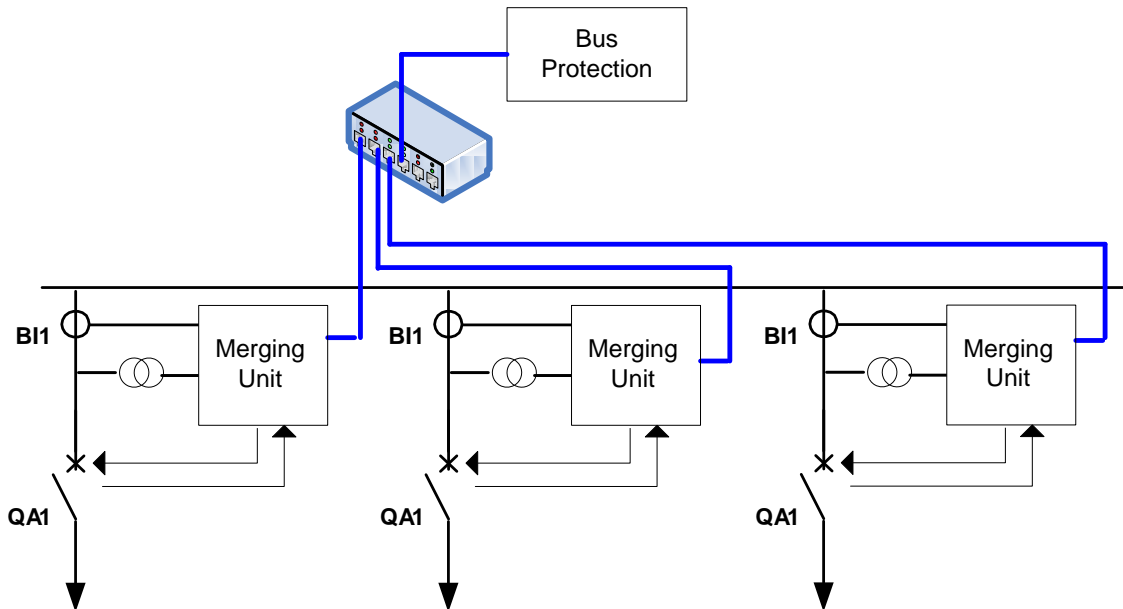 Bus
Protection
BI1
Merging
Unit
QA1
BI1
Merging
Unit
QA1
BI1
Merging
Unit
QA1